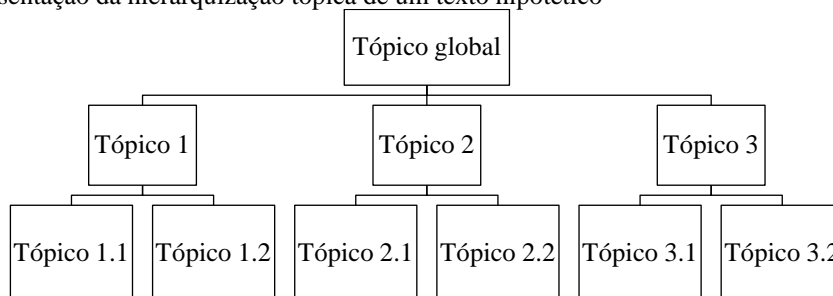 da hierarquização tópica de um texto hipotético
Tópico global
Tópico 1 Tópico 2 Tópico 3
Tópico 1.1 Tópico 1.2 Tópico 2.1 Tópico 2.2 Tópico 3.1 Tópico 3.2